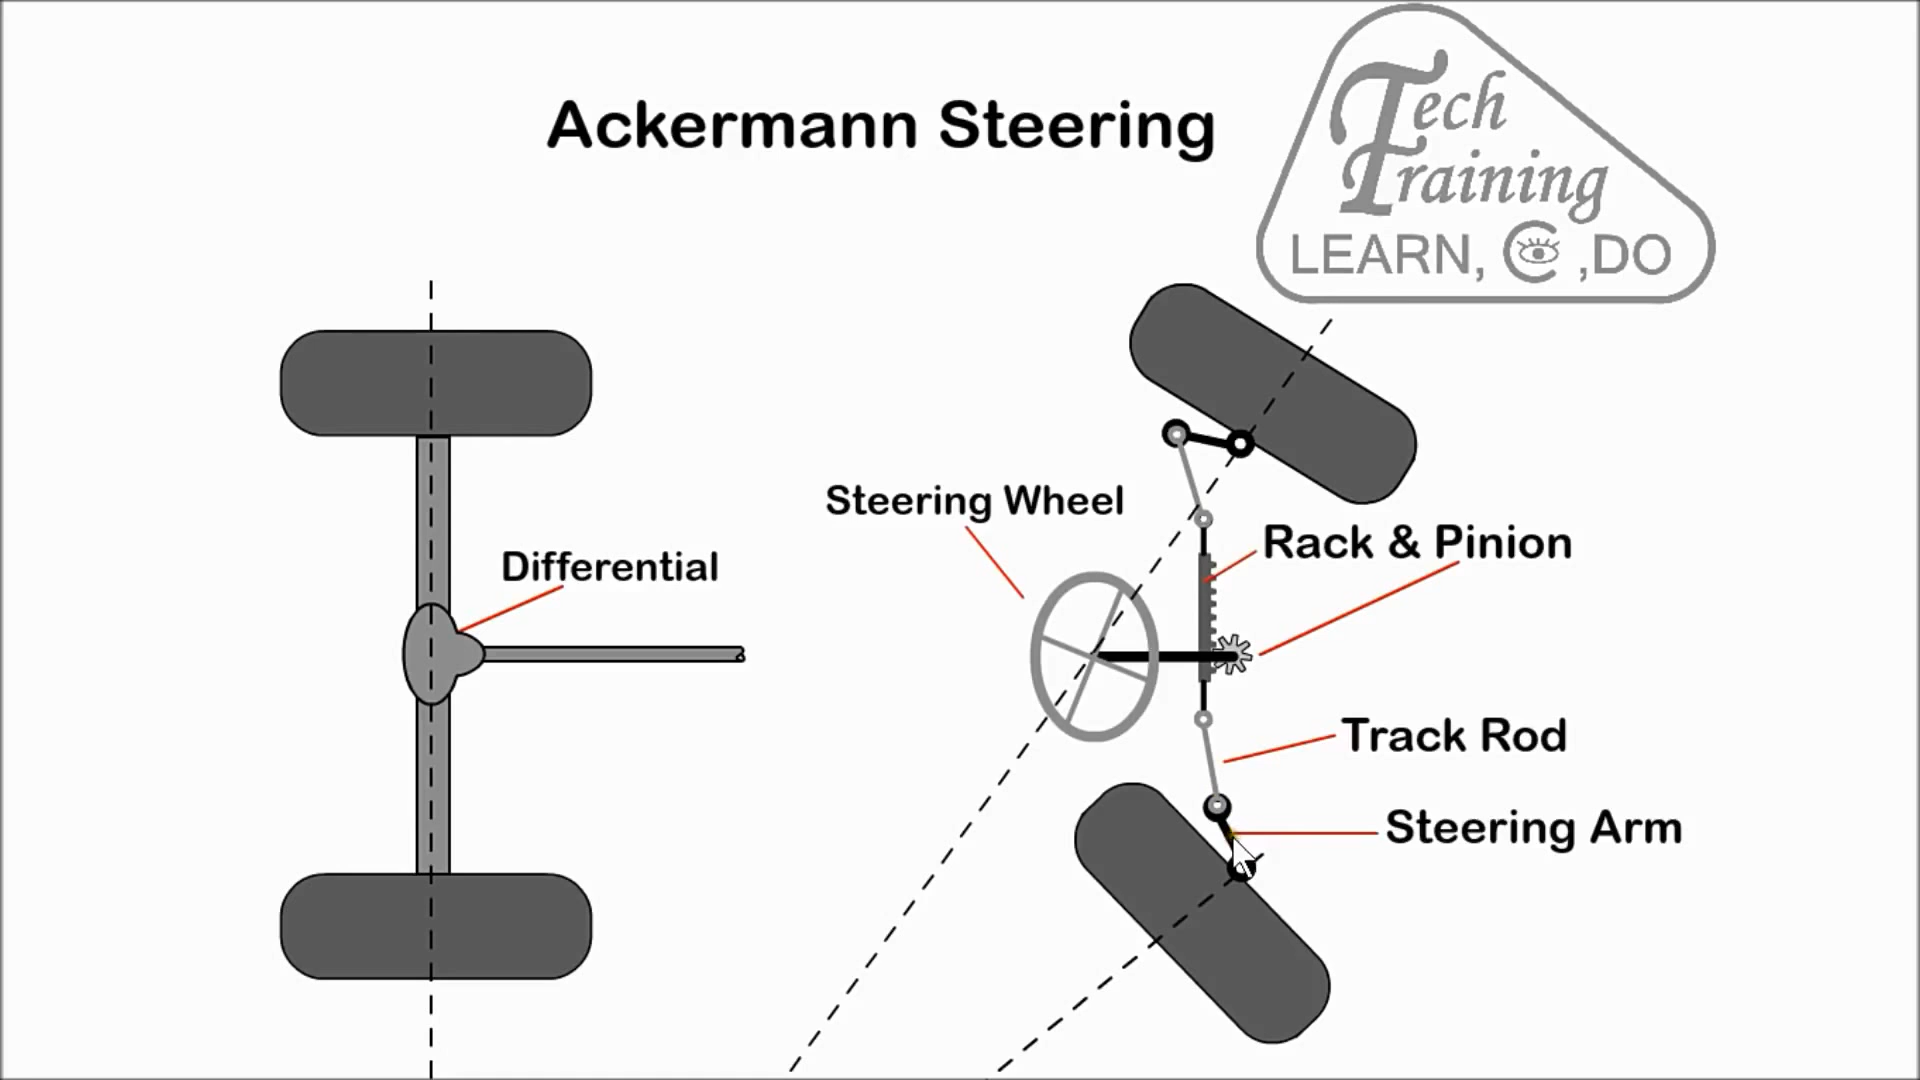 Ackermann Steering
Tech
Training
LEARN, C ,DO
Steering Wheel
Rack & Pinion
Differential
Track Rod
Steering Arm